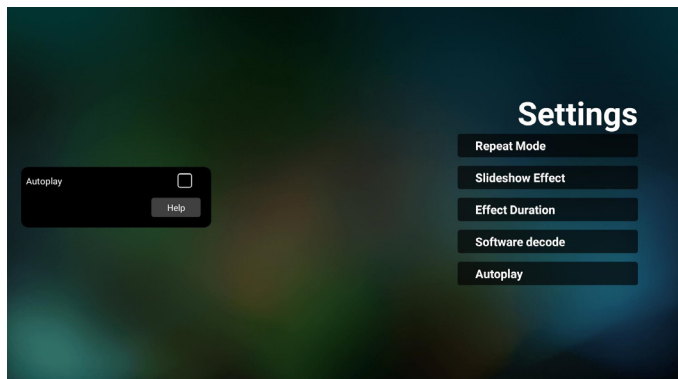 Settings
Repeat Mode
Slideshow Effect
Effect Duration
Software decode
Autoplay
Autoplay
Help